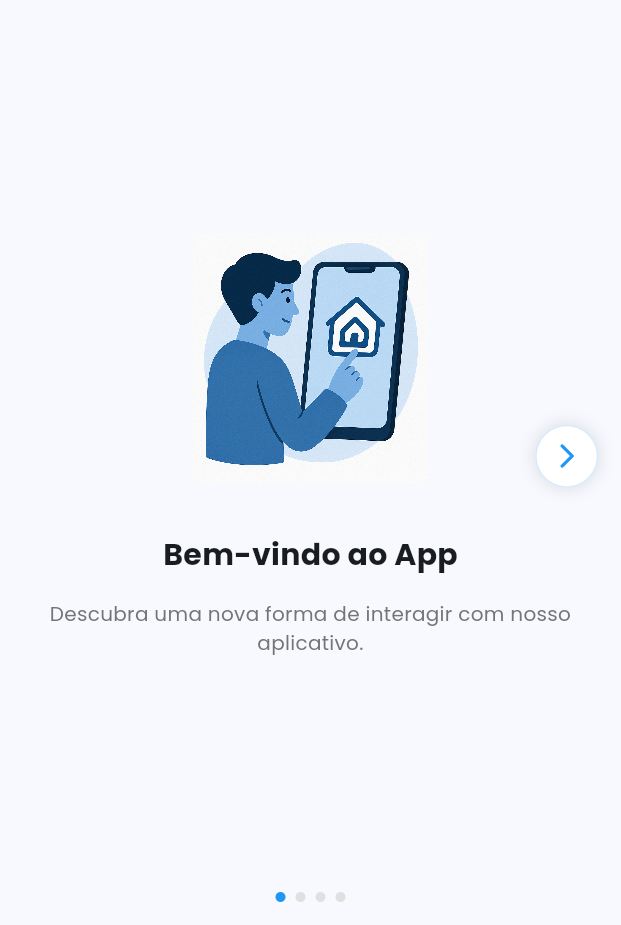 Bem-vindo ao App
Descubra uma nova forma de interagir com nosso
aplicativo.